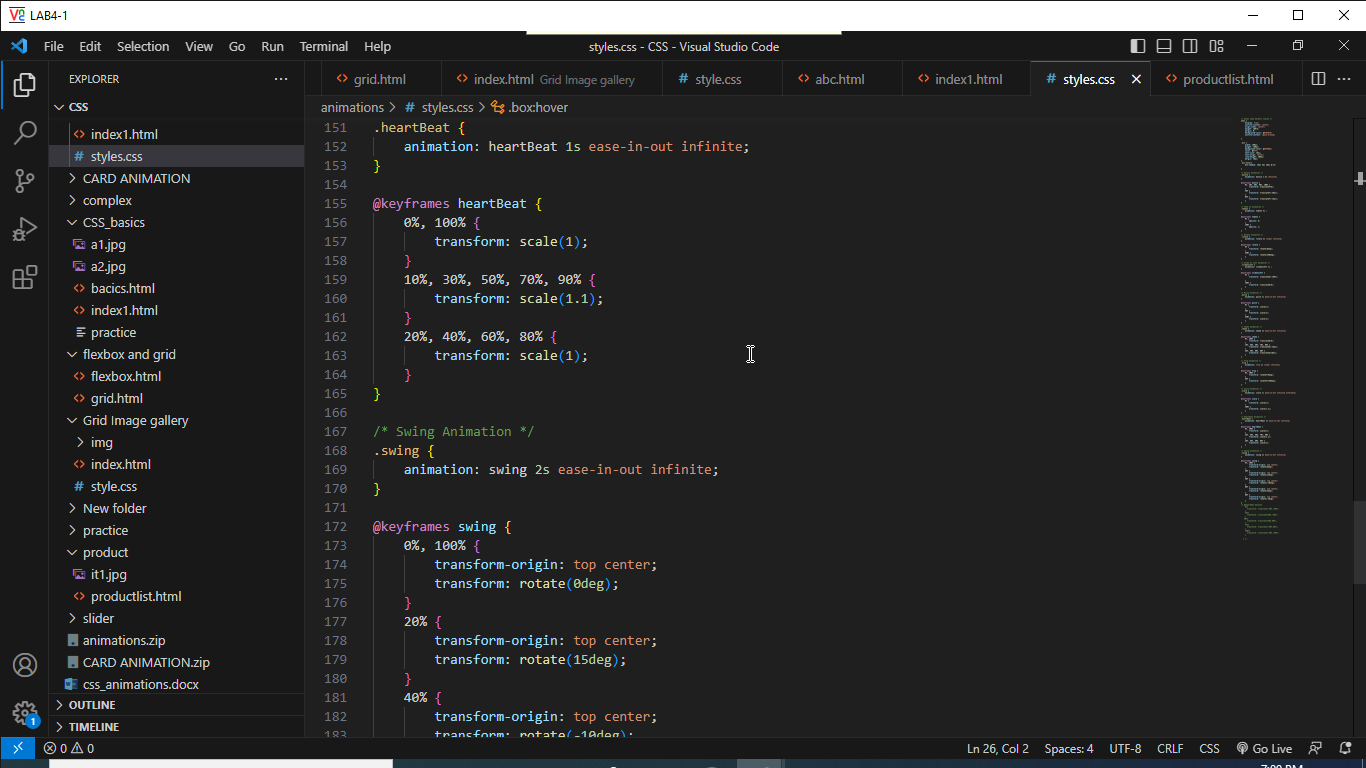 LAB4-1
File Edit Selection View Go Run Terminal Help
styles.css - CSS - Visual Studio Code
EXPLORER
grid.html
index.html Grid Image gallery
style.css
abc.html
index1.html
styles.css
productlist.html
CSS
index1.html
styles.css
CARD ANIMATION
complex
CSS_basics
a1.jpg
a2.jpg
bacics.html
index1.html
practice
flexbox and grid
flexbox.html
grid.html
Grid Image gallery
img
index.html
style.css
New folder
practice
product
it1.jpg
productlist.html
slider
animations.zip
CARD ANIMATION.zip
css_animations.docx
OUTLINE
TIMELINE
1
animations > styles.css > .box:hover
151 .heartBeat {
152 animation: heartBeat 1s ease-in-out infinite;
153 }
154
155 @keyframes heartBeat {
156 0%, 100% {
157 transform: scale(1);
158 }
159 10%, 30%, 50%, 70%, 90% {
160 transform: scale(1.1);
161 }
162 20%, 40%, 60%, 80% {
163 transform: scale(1);
164 }
165 }
166
167 /* Swing Animation */
168 .swing {
169 animation: swing 2s ease-in-out infinite;
170 }
171
172 @keyframes swing {
173 0%, 100% {
174 transform-origin: top center;
175 transform: rotate(0deg);
176 }
177 20% {
178 transform-origin: top center;
179 transform: rotate(15deg);
180 }
181 40% {
182 transform-origin: top center;
183 transform: rotate(-10deg);
0 0
Ln 26, Col 2 Spaces: 4 UTF-8 CRLF CSS Go Live